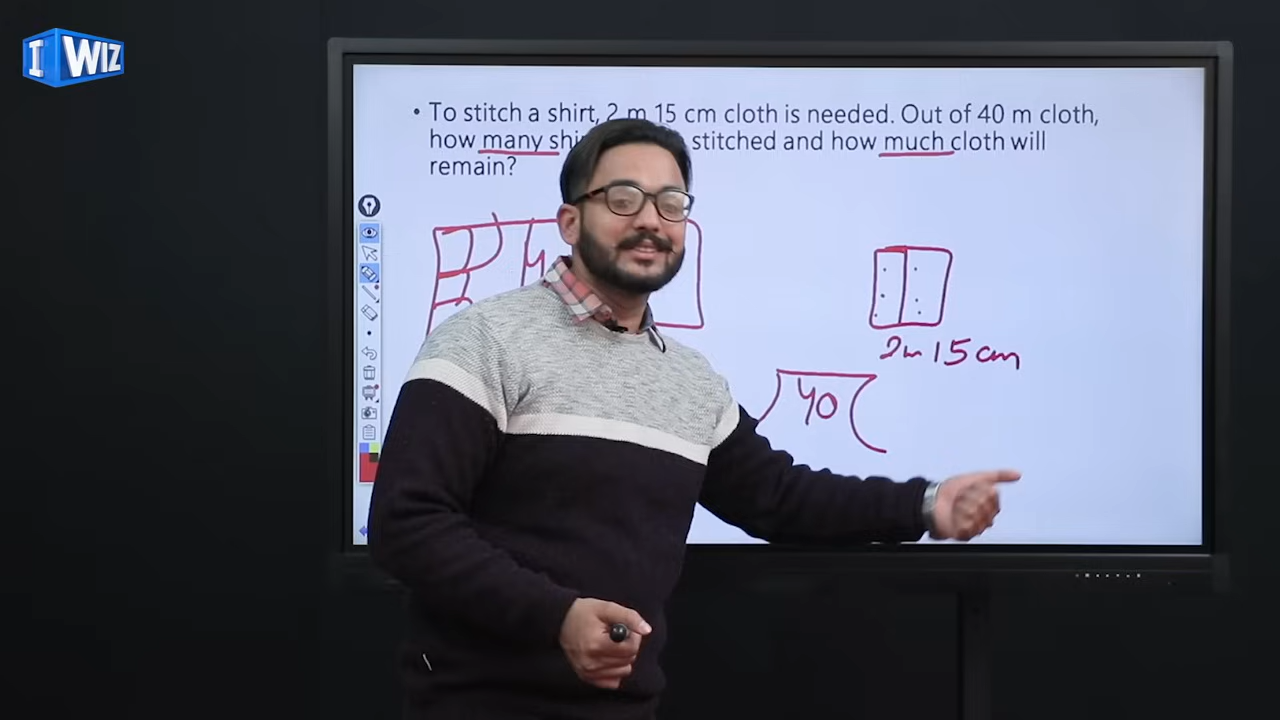 I WIZ
• To stitch a shirt, 2 m 15 cm cloth is needed. Out of 40 m cloth,
how many shi stitched and how much cloth will
remain?
2m 15 cm
40